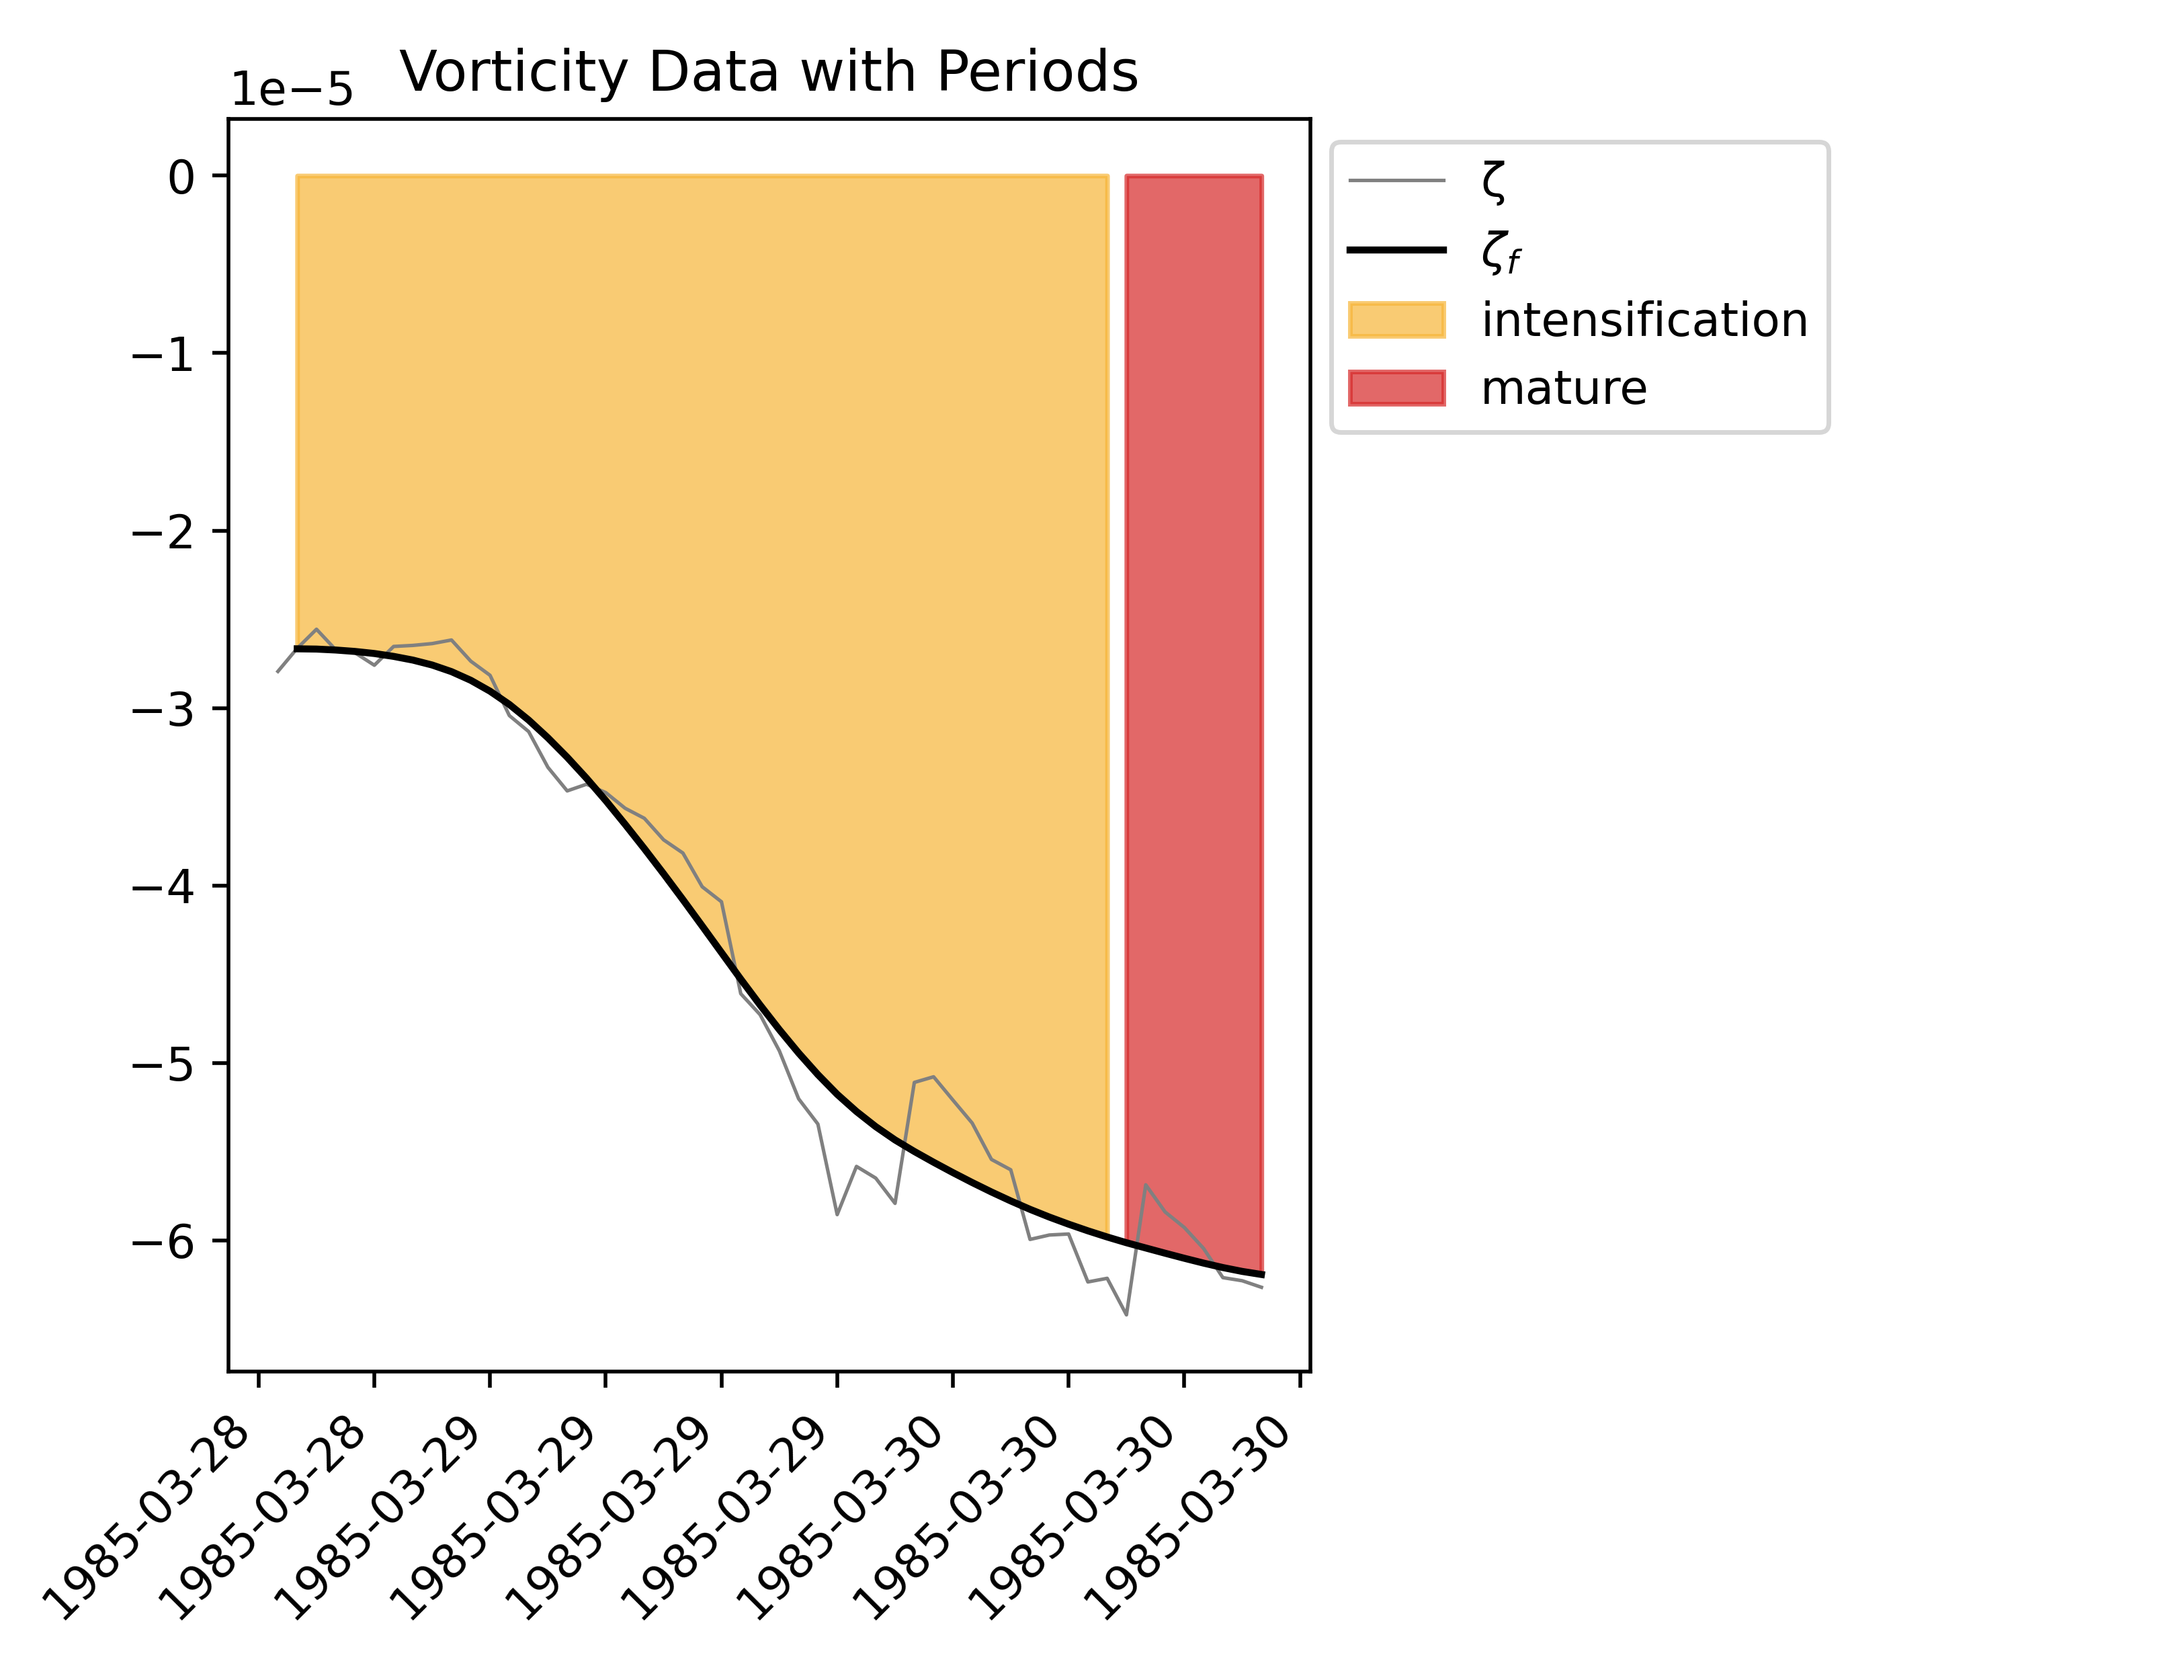 Vorticity Data with Periods
1e−5
0
−1
−2
−3
−4
−5
−6
1985-03-28
1985-03-28
1985-03-29
1985-03-29
1985-03-29
1985-03-29
1985-03-30
1985-03-30
1985-03-30
1985-03-30
ζ
ζf
intensification
mature